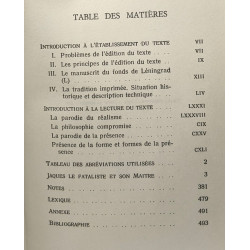 TABLE DES MATIÈRES
INTRODUCTION À L'ÉTABLISSEMENT DU TEXTE VII
I. Problèmes de l'édition du texte VII
II. Les principes de l'édition du texte IX
III. Le manuscrit du fonds de Léningrad
(L) XIII
IV. La tradition imprimée. Situation historique et description technique LIV
INTRODUCTION À LA LECTURE DU TEXTE LXXXI
La parodie du réalisme LXXXVIII
La philosophie compromise CIX
La parodie de la présence CXXV
Présence de la forme et formes de la présence CXLI
TABLEAU DES ABRÉVIATIONS UTILISÉES 2
JAQUES LE FATALISTE ET SON MAITRE 3
NOTES 381
LEXIQUE 479
ANNEXE 491
BIBLIOGRAPHIE 493